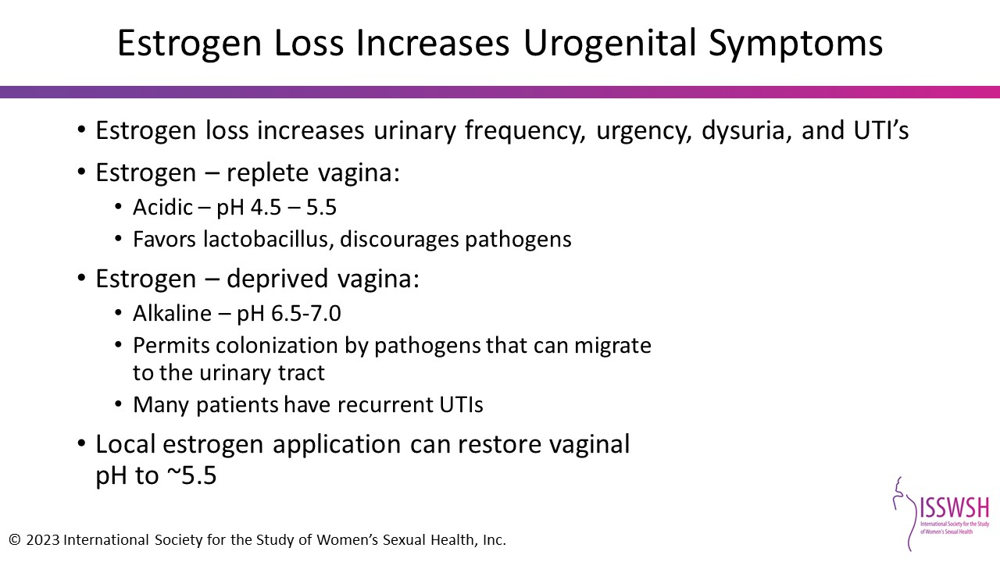 Estrogen Loss Increases Urogenital Symptoms
• Estrogen loss increases urinary frequency, urgency, dysuria, and UTI’s
• Estrogen – replete vagina:
• Acidic – pH 4.5 – 5.5
• Favors lactobacillus, discourages pathogens
• Estrogen – deprived vagina:
• Alkaline – pH 6.5-7.0
• Permits colonization by pathogens that can migrate
to the urinary tract
• Many patients have recurrent UTIs
• Local estrogen application can restore vaginal
pH to ~5.5
ISSWSH
International Society for the Study
of Women’s Sexual Health
© 2023 International Society for the Study of Women’s Sexual Health, Inc.